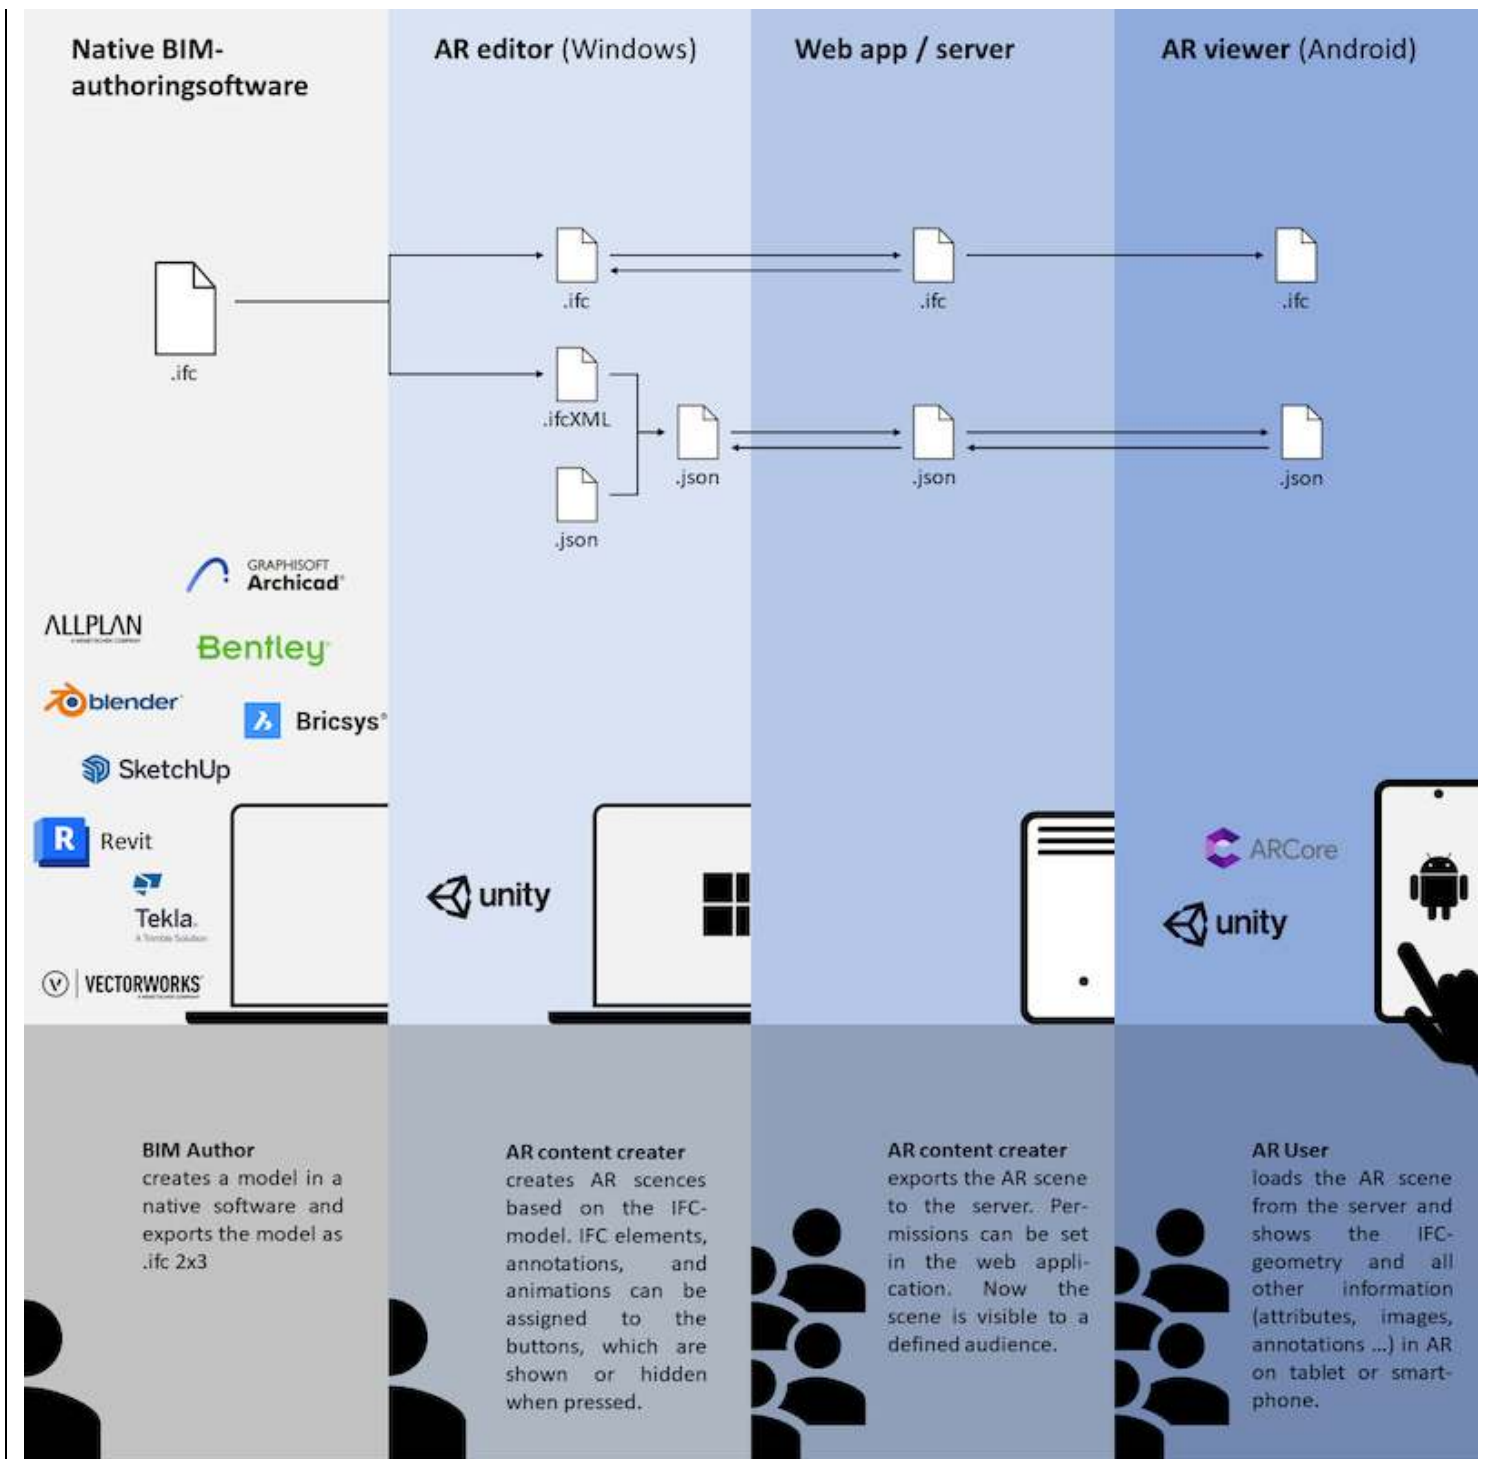 Native BIM-
authoringsoftware
AR editor (Windows)
Web app / server
AR viewer (Android)
.ifc
.ifc
.ifc
.ifc
.ifcXML
.json
.json
.json
.json
GRAPHISOFT
Archicad
ALLPLAN
A NEMETSCHEK COMPANY
Bentley
blender
Bricsys
SketchUp
R Revit
Tekla.
A Trimble Solution
V VECTORWORKS
A NEMETSCHEK COMPANY
unity
ARCore
unity
BIM Author
creates a model in a
native software and
exports the model as
.ifc 2x3
AR content creater
creates AR scences
based on the IFC-
model. IFC elements,
annotations, and
animations can be
assigned to the
buttons, which are
shown or hidden
when pressed.
AR content creater
exports the AR scene
to the server. Per-
missions can be set
in the web appli-
cation. Now the
scene is visible to a
defined audience.
AR User
loads the AR scene
from the server and
shows the IFC-
geometry and all
other information
(attributes, images,
annotations ...) in AR
on tablet or smart-
phone.